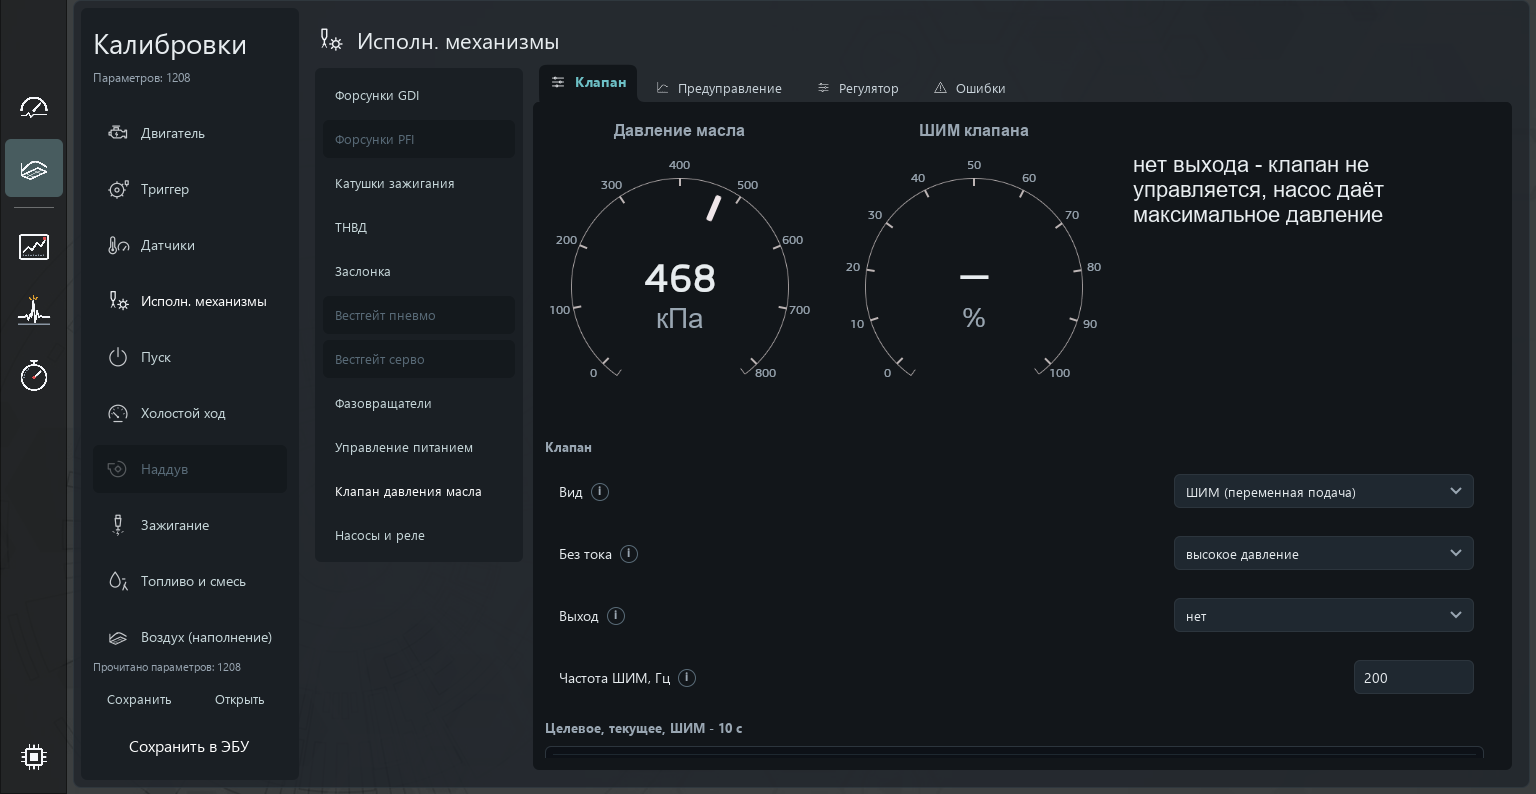 Калибровки
Параметров: 1208
Двигатель
Триггер
Датчики
Исполн. механизмы
Пуск
Холостой ход
Наддув
Зажигание
Топливо и смесь
Воздух (наполнение)
Прочитано параметров: 1208
Сохранить
Открыть
Сохранить в ЭБУ
Исполн. механизмы
Форсунки GDI
Форсунки PFI
Катушки зажигания
ТНВД
Заслонка
Вестгейт пневмо
Вестгейт серво
Фазовращатели
Управление питанием
Клапан давления масла
Насосы и реле
Клапан
Предуправление
Регулятор
Ошибки
Давление масла
0
100
200
300
400
500
600
700
800
468
кПа
ШИМ клапана
0
10
20
30
40
50
60
70
80
90
100
—
%
нет выхода - клапан не
управляется, насос даёт
максимальное давление
Клапан
Вид
ШИМ (переменная подача)
Без тока
высокое давление
Выход
нет
Частота ШИМ, Гц
200
Целевое, текущее, ШИМ - 10 с